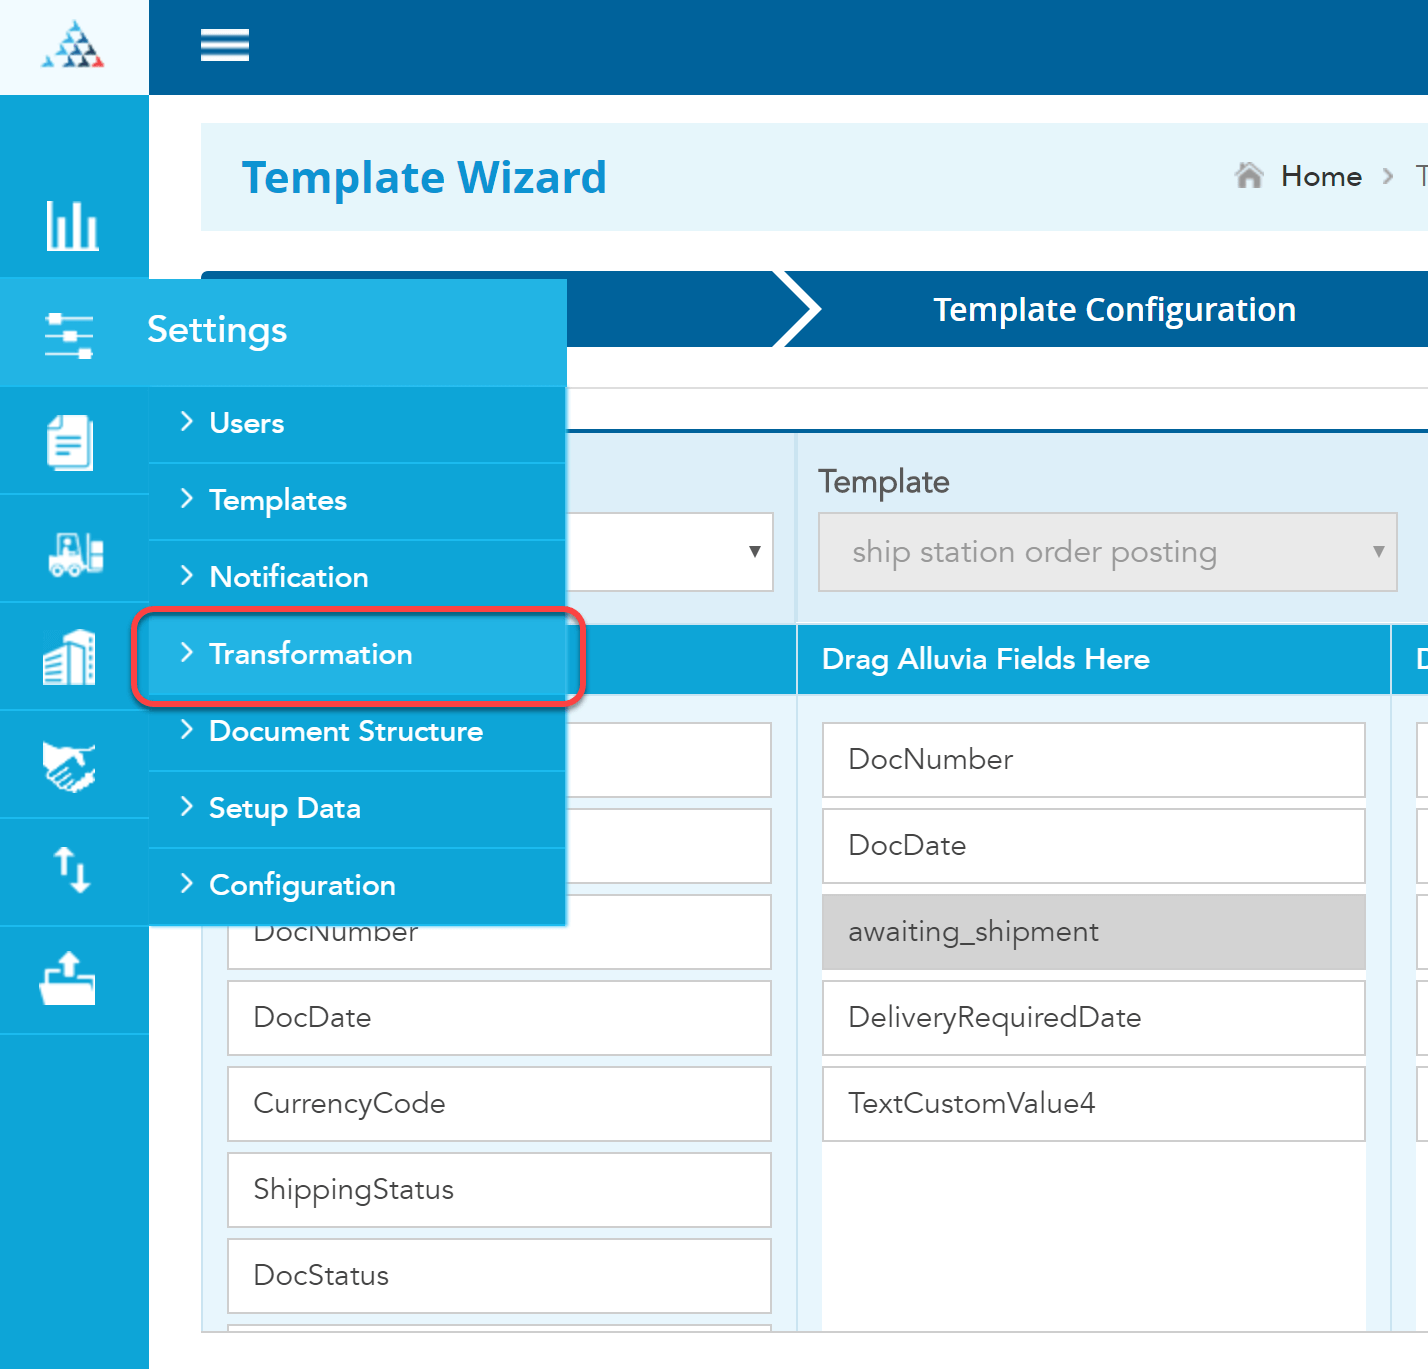 Template Wizard
Home
Template Configuration
Settings
Users
Templates
Notification
Transformation
Document Structure
Setup Data
Configuration
Template
ship station order posting
Drag Alluvia Fields Here
DocNumber
DocDate
CurrencyCode
ShippingStatus
DocStatus
DocNumber
DocDate
awaiting_shipment
DeliveryRequiredDate
TextCustomValue4